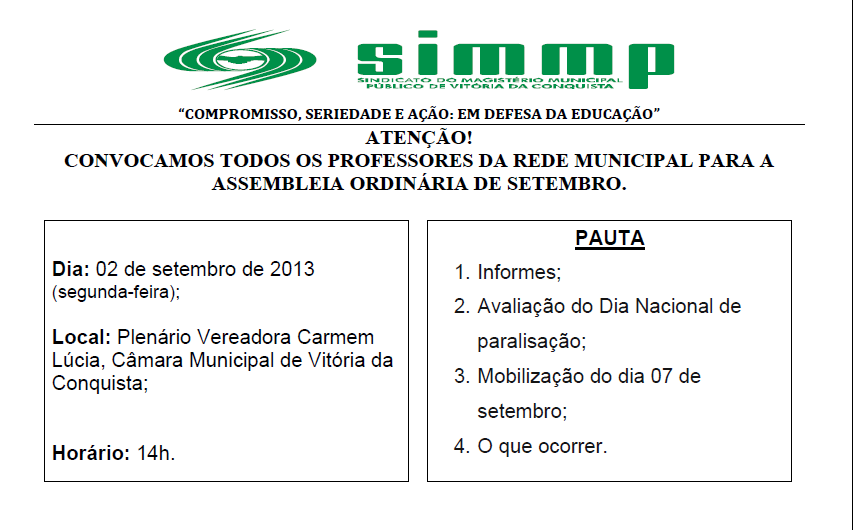 simmp
SINDICATO DO MAGISTÉRIO MUNICIPAL
PÚBLICO DE VITÓRIA DA CONQUISTA
“COMPROMISSO, SERIEDADE E AÇÃO: EM DEFESA DA EDUCAÇÃO”
ATENÇÃO!
CONVOCAMOS TODOS OS PROFESSORES DA REDE MUNICIPAL PARA A
ASSEMBLEIA ORDINÁRIA DE SETEMBRO.
Dia: 02 de setembro de 2013
(segunda-feira);
Local: Plenário Vereadora Carmem
Lúcia, Câmara Municipal de Vitória da
Conquista;
Horário: 14h.
PAUTA
1. Informes;
2. Avaliação do Dia Nacional de
paralisação;
3. Mobilização do dia 07 de
setembro;
4. O que ocorrer.